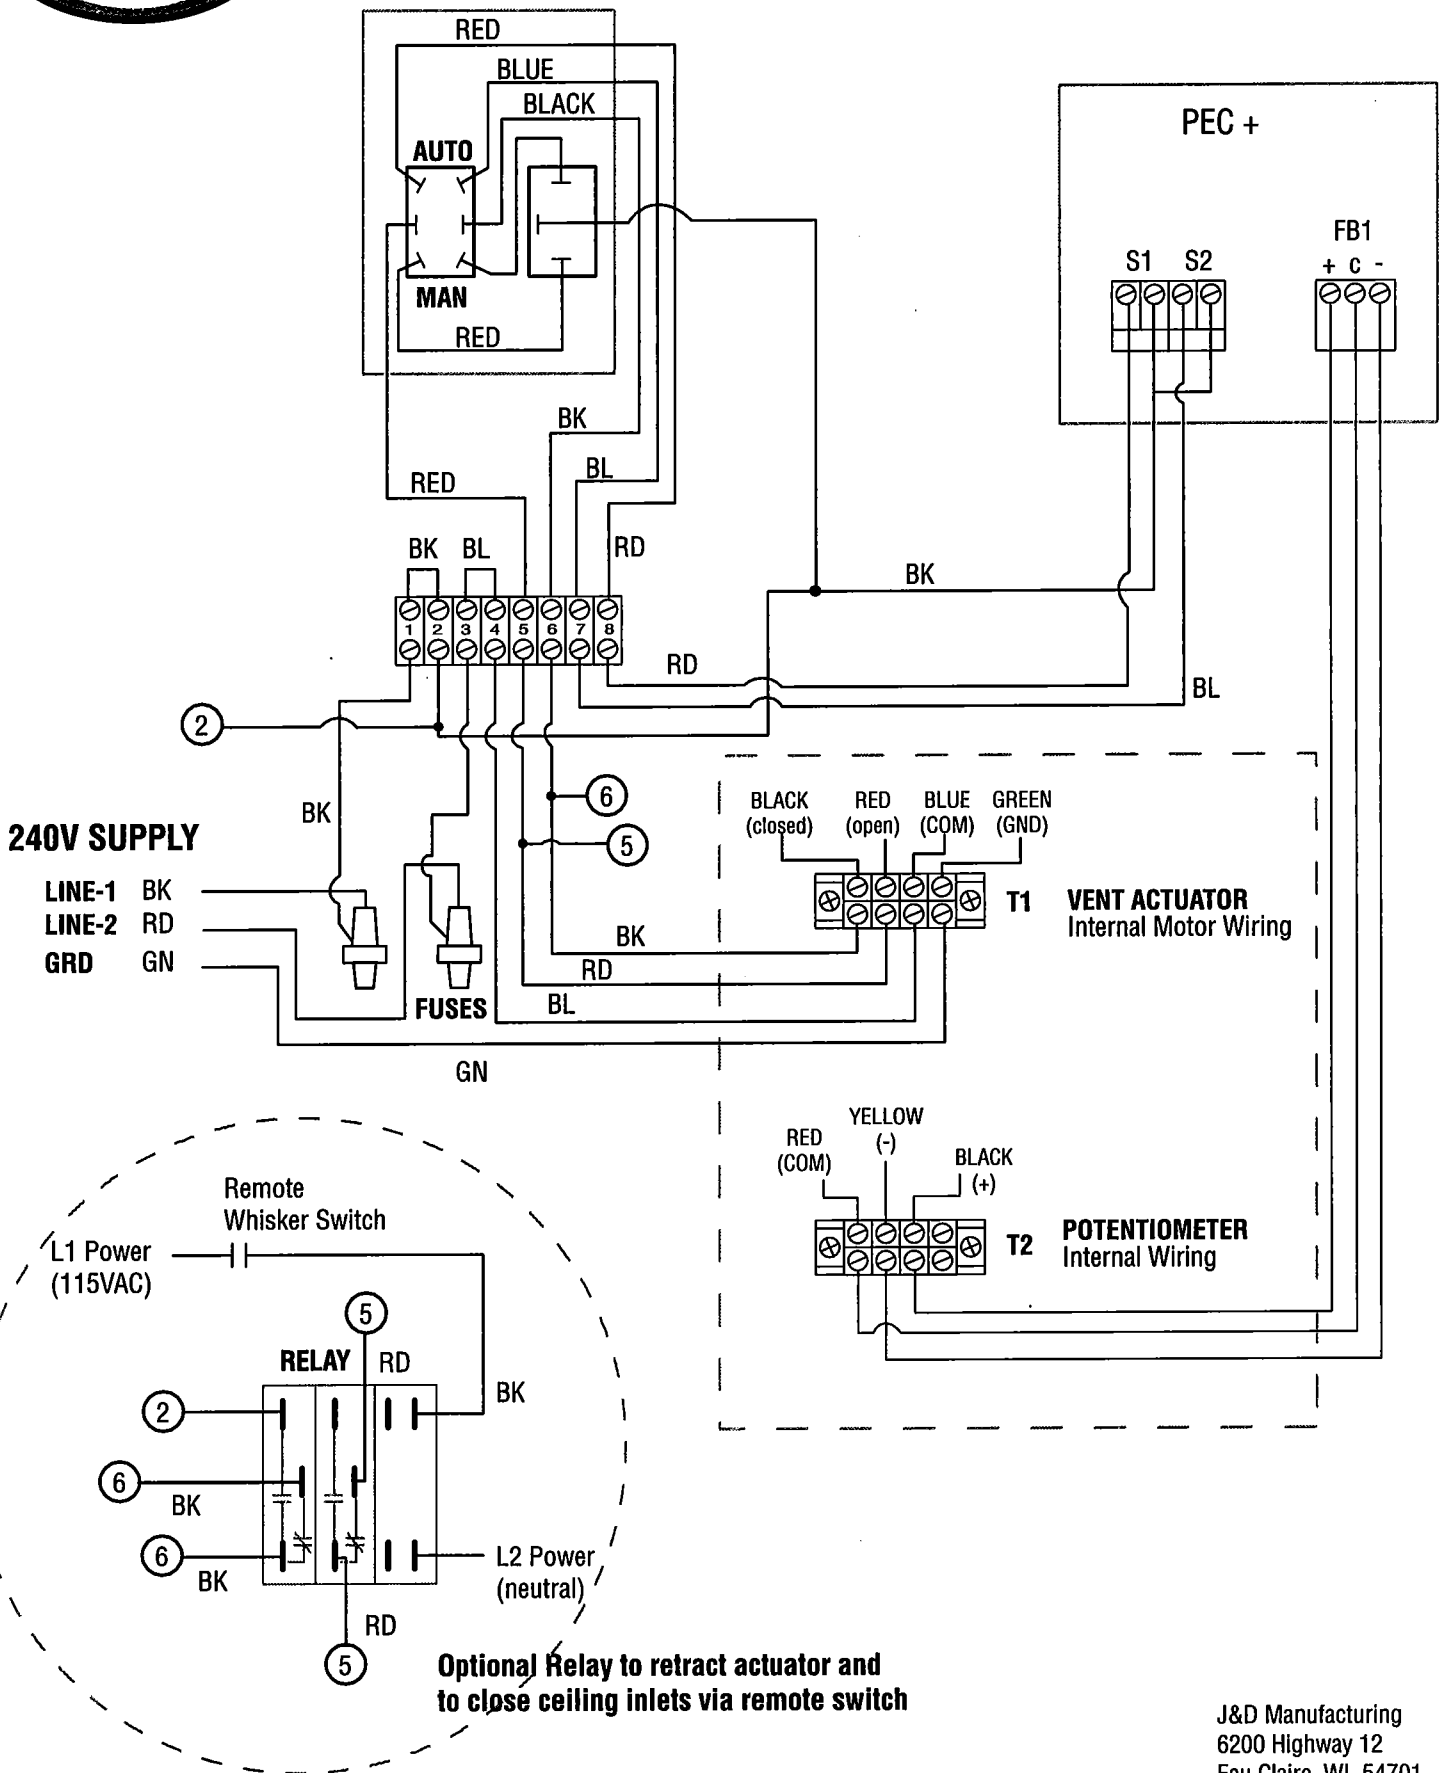 RED
BLUE
BLACK
AUTO
MAN
RED
PEC +
S1 S2
FB1
+ C -
BK
BL
RED
RD
BK BL
1 2 3 4 5 6 7 8
BK
RD
BL
2
6
5
BK
240V SUPPLY
LINE-1 BK
LINE-2 RD
GRD GN
FUSES
BK
RD
BL
GN
BLACK (closed)
RED (open)
BLUE (COM)
GREEN (GND)
T1
VENT ACTUATOR
Internal Motor Wiring
RED (COM)
YELLOW (-)
BLACK (+)
T2
POTENTIOMETER
Internal Wiring
Remote
Whisker Switch
L1 Power
(115VAC)
5
RELAY RD
BK
2
6
BK
6
BK
L2 Power
(neutral)
RD
5
Optional Relay to retract actuator and
to close ceiling inlets via remote switch
J&D Manufacturing
6200 Highway 12
Eau Claire, WI 54701